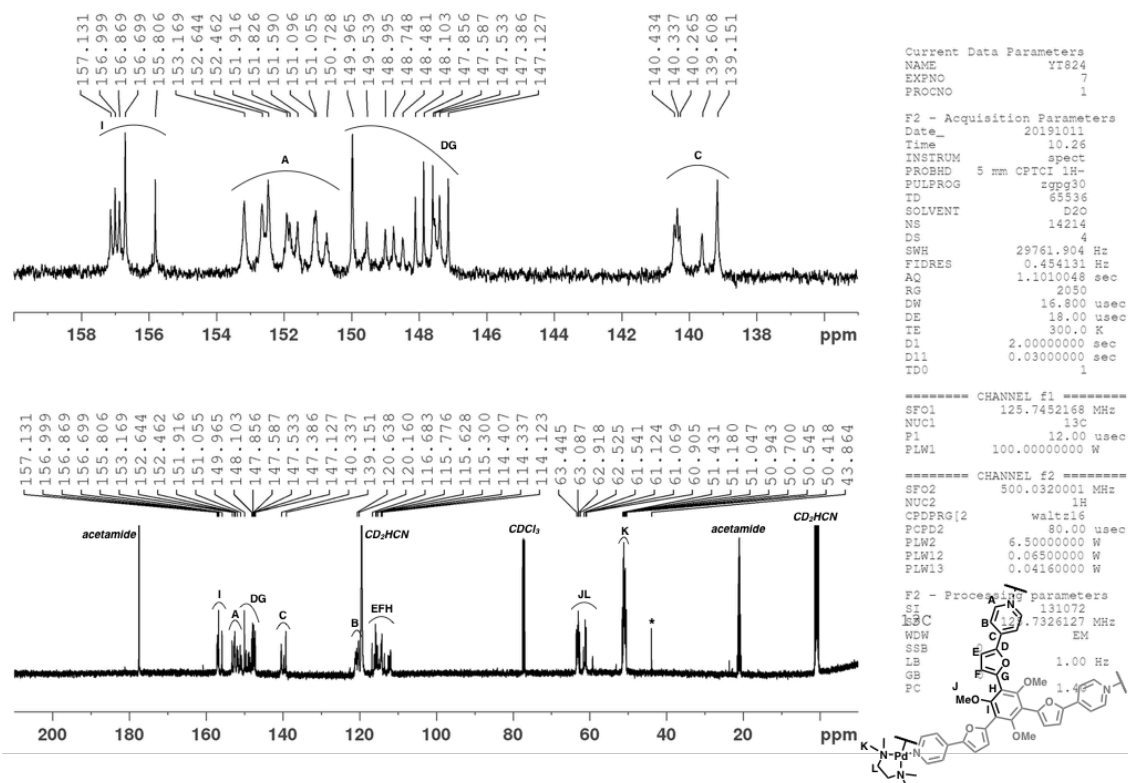 157.131
156.999
156.869
156.699
155.806
153.169
152.644
152.462
151.916
151.826
151.590
151.096
151.055
150.728
149.965
149.539
148.995
148.748
148.481
148.103
147.856
147.587
147.533
147.386
147.127
140.434
140.337
140.265
139.608
139.151
I
A
DG
C
158 156 154 152 150 148 146 144 142 140 138 ppm
157.131
156.999
156.869
156.699
155.806
153.169
152.644
152.462
151.916
151.055
149.965
148.103
147.856
147.587
147.533
147.386
147.127
140.337
139.151
120.638
120.160
116.683
115.776
115.628
115.300
114.407
114.337
114.123
63.445
63.087
62.918
62.525
61.541
61.124
61.069
60.905
51.431
51.180
51.047
50.943
50.700
50.545
50.418
43.864
acetamide
I
A
DG
C
B
CD2HCN
EFH
CDCl3
JL
K
*
acetamide
CD2HCN
200 180 160 140 120 100 80 60 40 20 ppm
Current Data Parameters
NAME YT824
EXPNO 7
PROCNO 1
F2 - Acquisition Parameters
Date_ 20191011
Time 10.26
INSTRUM spect
PROBHD 5 mm CPTCI 1H-
PULPROG zgpg30
TD 65536
SOLVENT D2O
NS 14214
DS 4
SWH 29761.904 Hz
FIDRES 0.454131 Hz
AQ 1.1010048 sec
RG 2050
DW 16.800 usec
DE 18.00 usec
TE 300.0 K
D1 2.00000000 sec
D11 0.03000000 sec
TD0 1
======== CHANNEL f1 ========
SFO1 125.7452168 MHz
NUC1 13C
P1 12.00 usec
PLW1 100.00000000 W
======== CHANNEL f2 ========
SFO2 500.0320001 MHz
NUC2 1H
CPDPRG[2 waltz16
PCPD2 80.00 usec
PLW2 6.50000000 W
PLW12 0.06500000 W
PLW13 0.04160000 W
F2 - Processing parameters
SI 131072
13C
MHz
WDW EM
SSB
LB 1.00 Hz
GB
PC
A
N
B
C
D
E
O
F
G
J
H
OMe
MeO
I
O
N
OMe
O
K
N
Pd
N
L
N